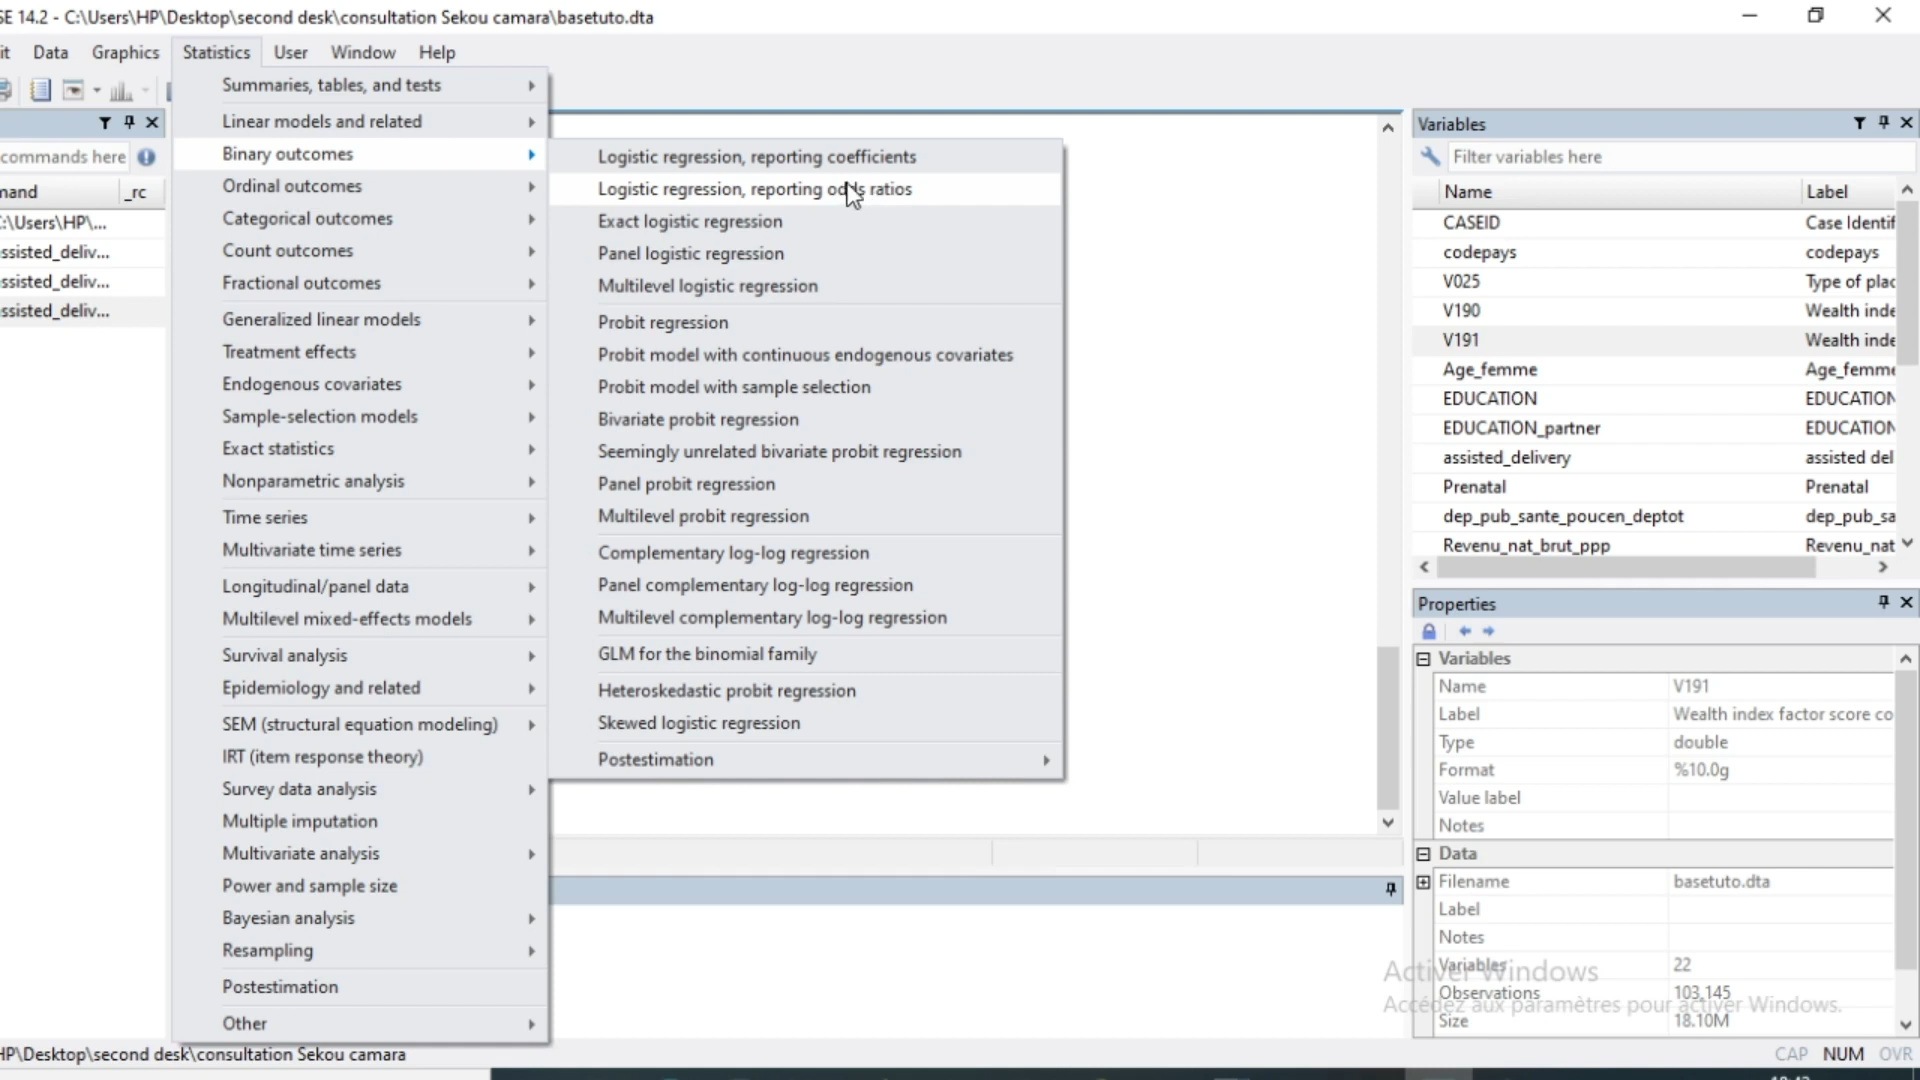 SE 14.2 - C:\Users\HP\Desktop\second desk\consultation Sekou camara\basetuto.dta
it Data Graphics Statistics User Window Help
commands here
mand _rc
C:\Users\HP\...
ssisted_deliv...
ssisted_deliv...
ssisted_deliv...
Summaries, tables, and tests
Linear models and related
Binary outcomes
Ordinal outcomes
Categorical outcomes
Count outcomes
Fractional outcomes
Generalized linear models
Treatment effects
Endogenous covariates
Sample-selection models
Exact statistics
Nonparametric analysis
Time series
Multivariate time series
Longitudinal/panel data
Multilevel mixed-effects models
Survival analysis
Epidemiology and related
SEM (structural equation modeling)
IRT (item response theory)
Survey data analysis
Multiple imputation
Multivariate analysis
Power and sample size
Bayesian analysis
Resampling
Postestimation
Other
Logistic regression, reporting coefficients
Logistic regression, reporting odds ratios
Exact logistic regression
Panel logistic regression
Multilevel logistic regression
Probit regression
Probit model with continuous endogenous covariates
Probit model with sample selection
Bivariate probit regression
Seemingly unrelated bivariate probit regression
Panel probit regression
Multilevel probit regression
Complementary log-log regression
Panel complementary log-log regression
Multilevel complementary log-log regression
GLM for the binomial family
Heteroskedastic probit regression
Skewed logistic regression
Postestimation
Variables
Filter variables here
Name Label
CASEID Case Identif
codepays codepays
V025 Type of plac
V190 Wealth inde
V191 Wealth inde
Age_femme Age_femme
EDUCATION EDUCATION
EDUCATION_partner EDUCATION
assisted_delivery assisted del
Prenatal Prenatal
dep_pub_sante_poucen_deptot dep_pub_sa
Revenu_nat_brut_ppp Revenu_nat
Properties
Variables
Name V191
Label Wealth index factor score co
Type double
Format %10.0g
Value label
Notes
Data
Filename basetuto.dta
Label
Notes
Variables 22
Observations 103,145
Size 18.10M
Activer Windows
Accédez aux paramètres pour activer Windows.
HP\Desktop\second desk\consultation Sekou camara
CAP NUM OVR